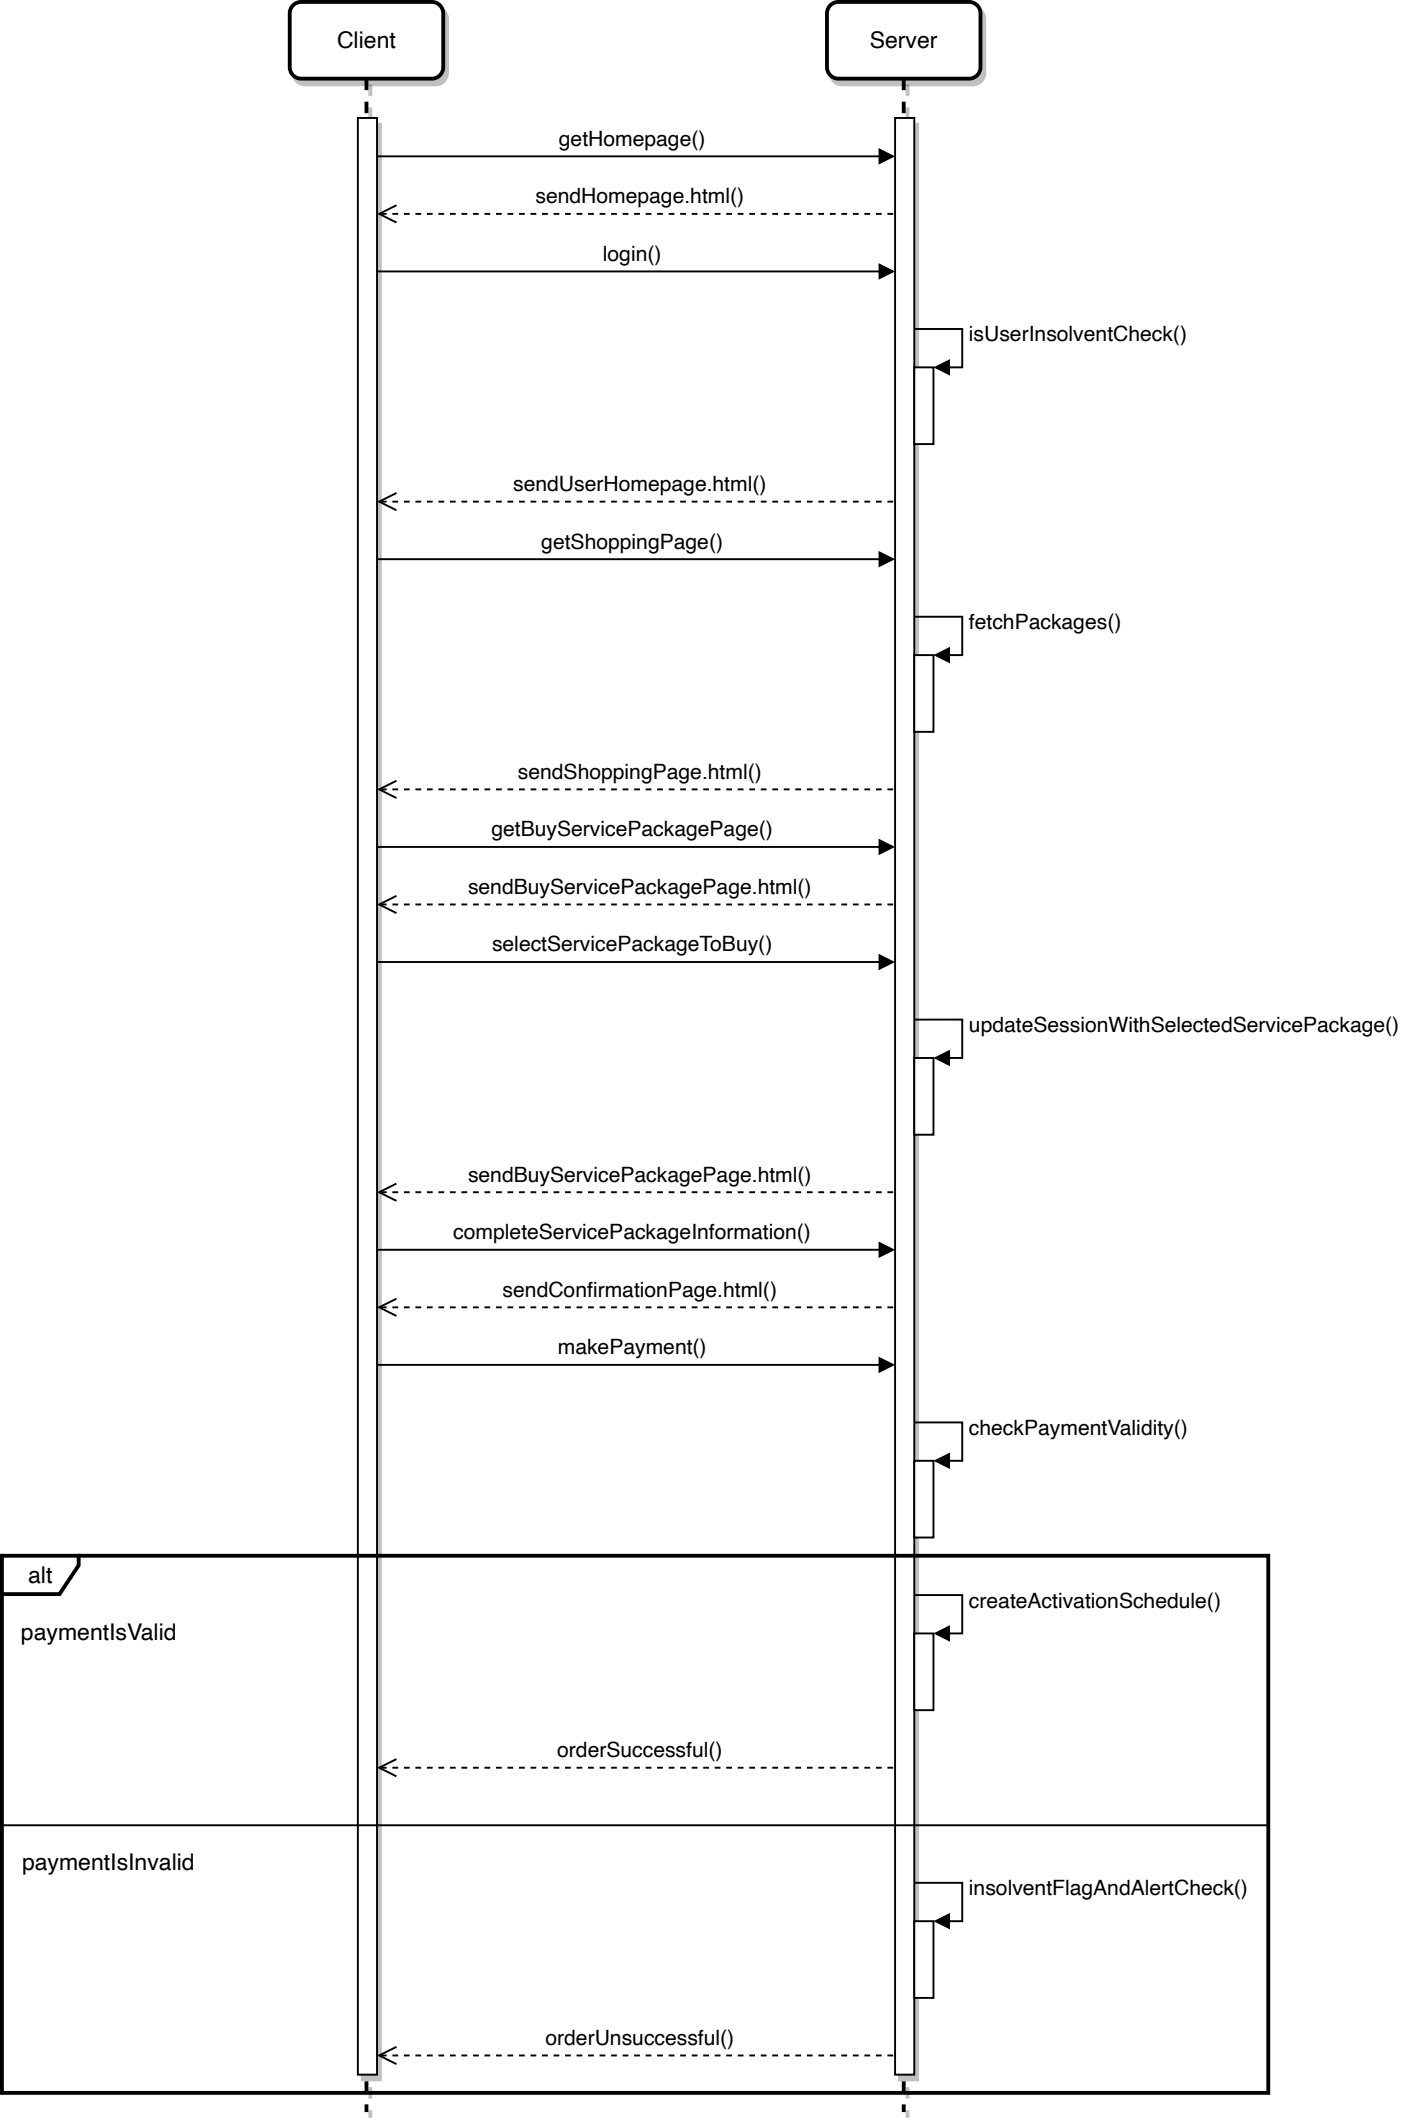 Client
Server
getHomepage()
sendHomepage.html()
login()
isUserInsolventCheck()
sendUserHomepage.html()
getShoppingPage()
fetchPackages()
sendShoppingPage.html()
getBuyServicePackagePage()
sendBuyServicePackagePage.html()
selectServicePackageToBuy()
updateSessionWithSelectedServicePackage()
sendBuyServicePackagePage.html()
completeServicePackageInformation()
sendConfirmationPage.html()
makePayment()
checkPaymentValidity()
alt
createActivationSchedule()
paymentIsValid
orderSuccessful()
paymentIsInvalid
insolventFlagAndAlertCheck()
orderUnsuccessful()